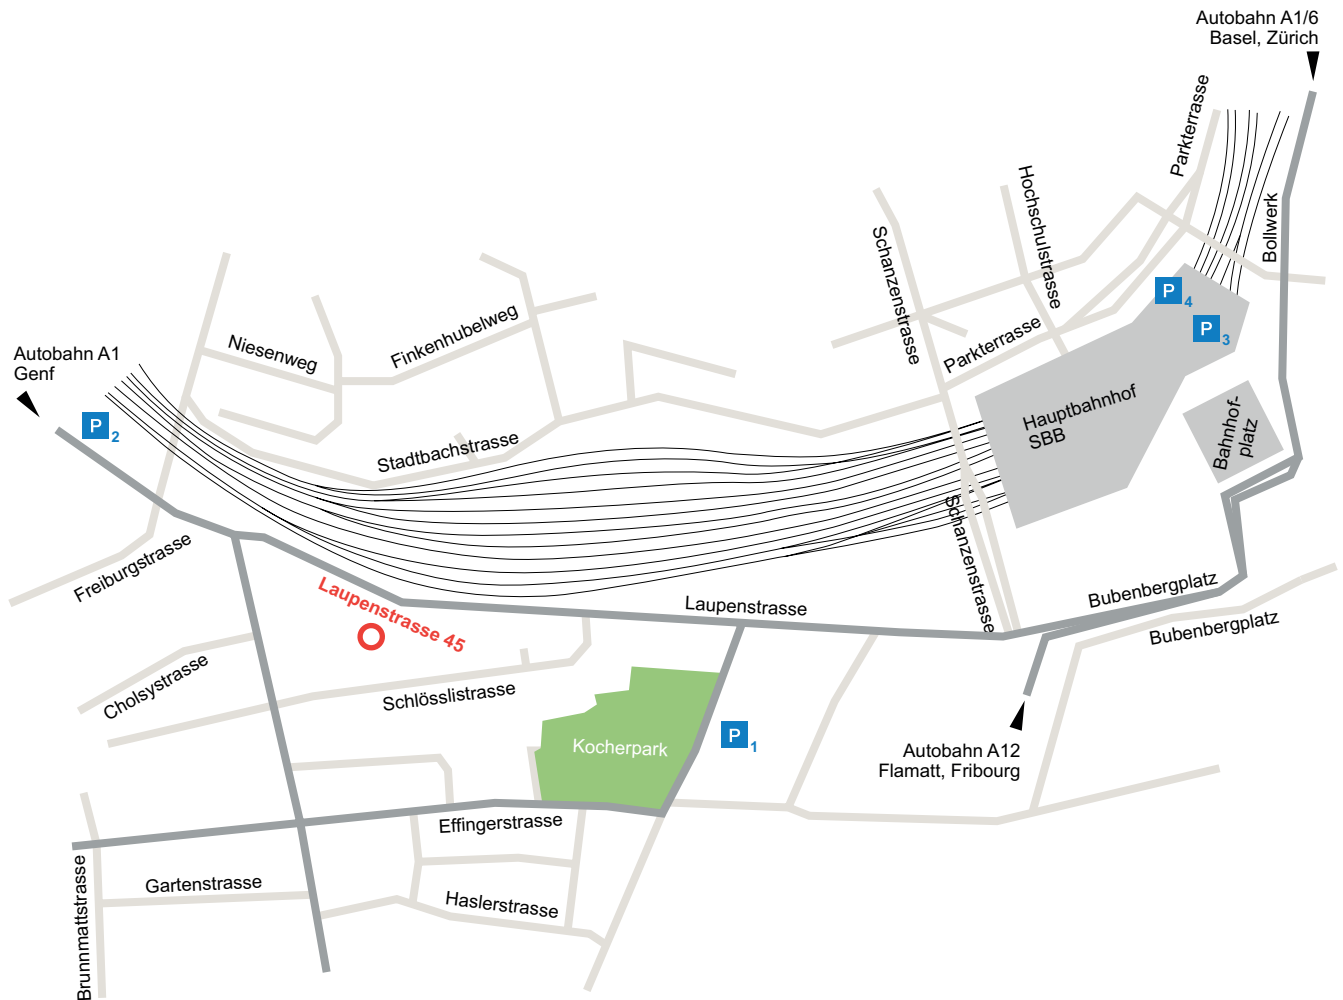 Autobahn A1/6
Basel, Zürich
Parkterrasse
Hochschulstrasse
Bollwerk
Schanzenstrasse
P 4
P 3
Finkenhubelweg
Niesenweg
Parkterrasse
Autobahn A1
Genf
P 2
Hauptbahnhof
SBB
Bahnhof-
platz
Stadtbachstrasse
Schanzenstrasse
Freiburgstrasse
Laupenstrasse 45
Laupenstrasse
Bubenbergplatz
Bubenbergplatz
Cholsystrasse
Schlösslistrasse
Kocherpark
P 1
Autobahn A12
Flamatt, Fribourg
Effingerstrasse
Gartenstrasse
Haslerstrasse
Brunnmattstrasse